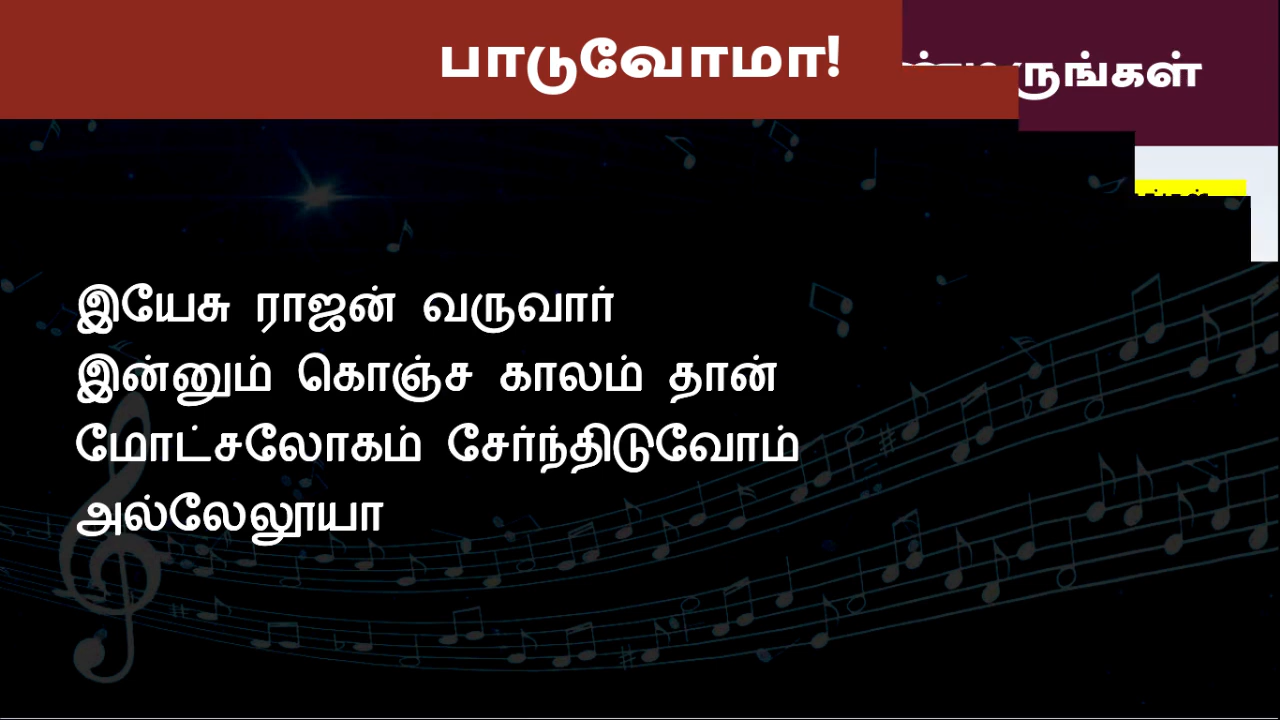 பாடுவோமா!
இயேசு ராஜன் வருவார்
இன்னும் கொஞ்ச காலம் தான்
மோட்சலோகம் சேர்ந்திடுவோம்
அல்லேலூயா